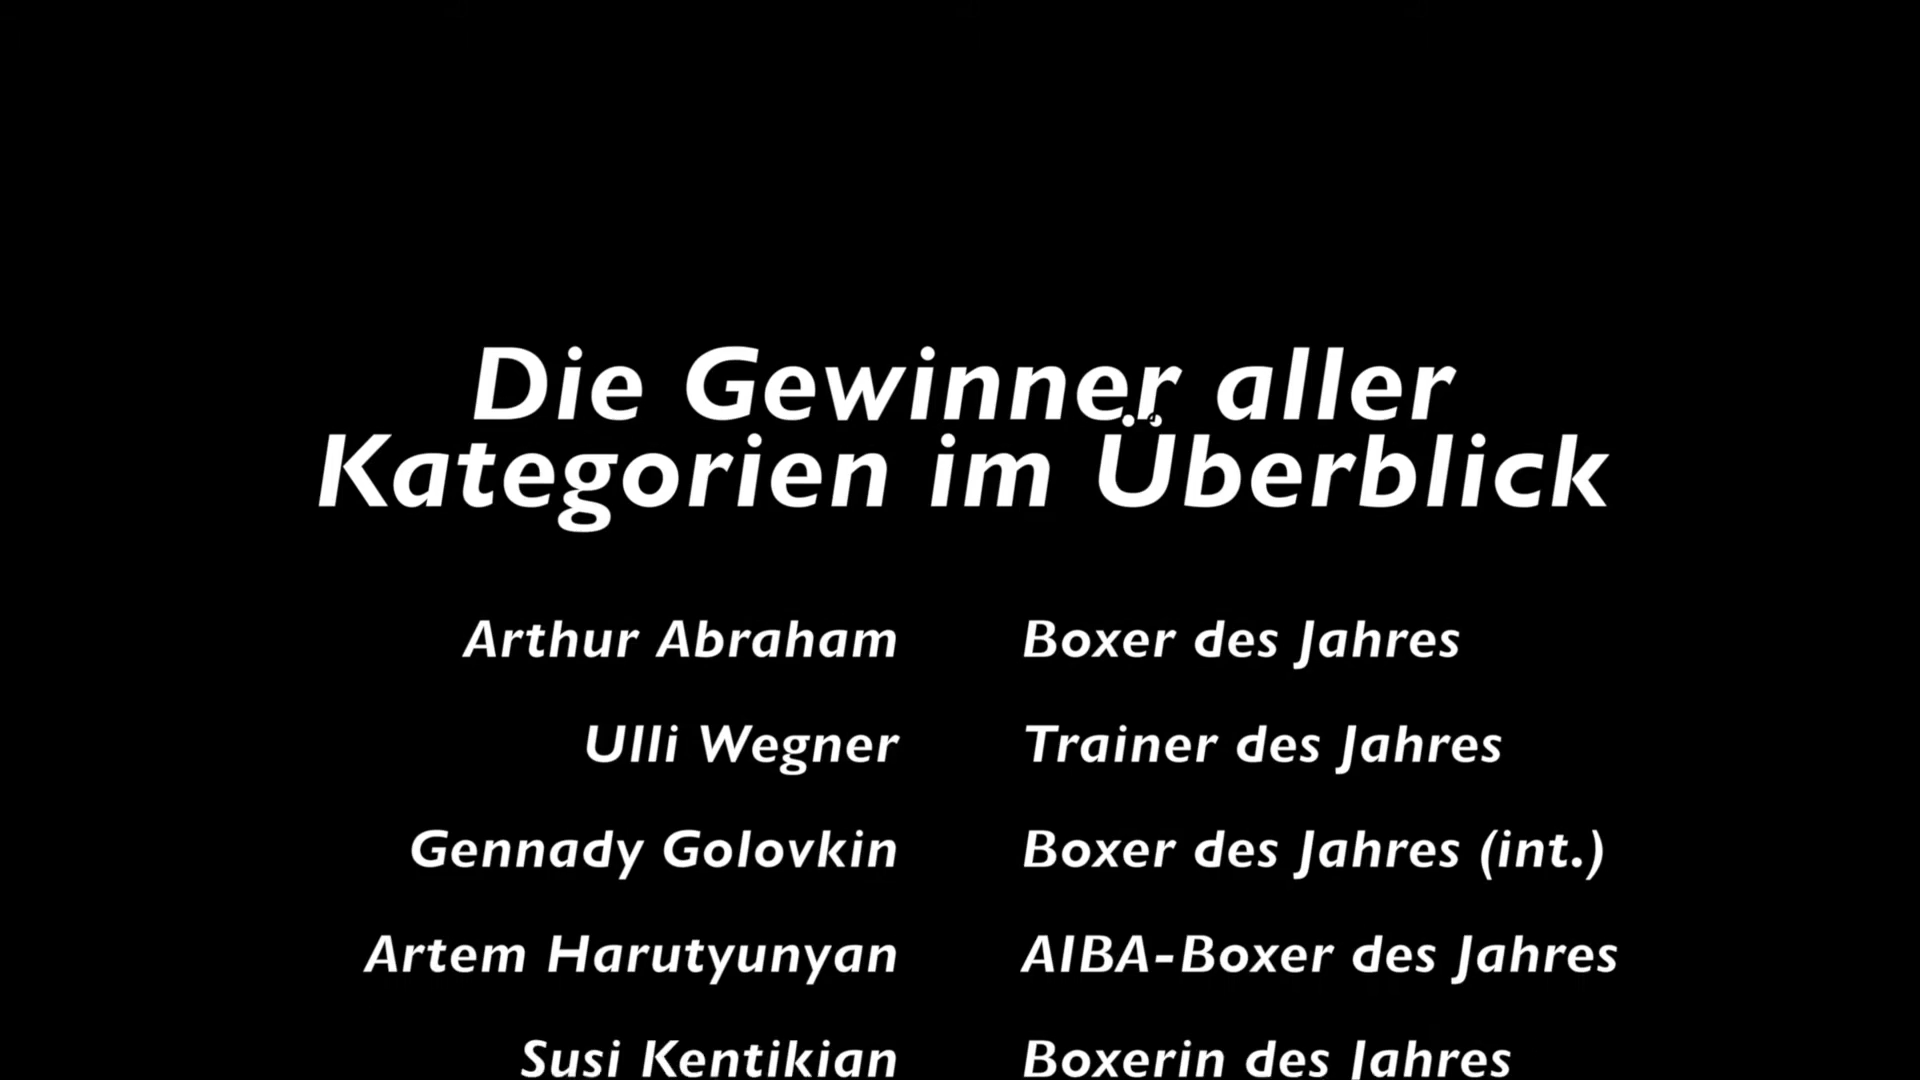 Die Gewinner aller
Kategorien im Überblick
Arthur Abraham Boxer des Jahres
Ulli Wegner Trainer des Jahres
Gennady Golovkin Boxer des Jahres (int.)
Artem Harutyunyan AIBA-Boxer des Jahres
Susi Kentikian Boxerin des Jahres